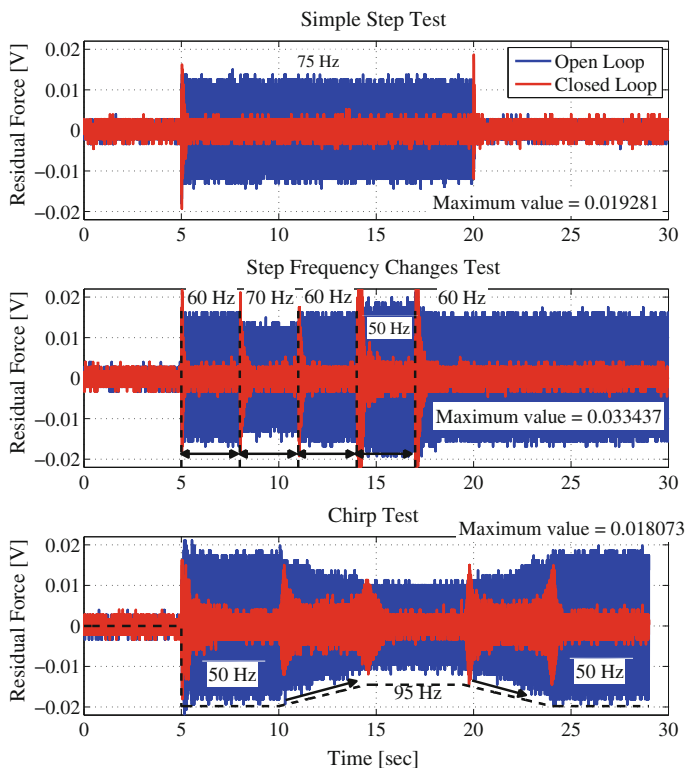 Simple Step Test
Residual Force [V]
0.02
0.01
0
−0.01
−0.02
75 Hz
Open Loop
Closed Loop
Maximum value = 0.019281
0 5 10 15 20 25 30
Step Frequency Changes Test
Residual Force [V]
0.02
0.01
0
−0.01
−0.02
60 Hz 70 Hz 60 Hz 50 Hz 60 Hz
Maximum value = 0.033437
0 5 10 15 20 25 30
Chirp Test
Maximum value = 0.018073
Residual Force [V]
0.02
0.01
0
−0.01
−0.02
50 Hz 95 Hz 50 Hz
0 5 10 15 20 25 30
Time [sec]